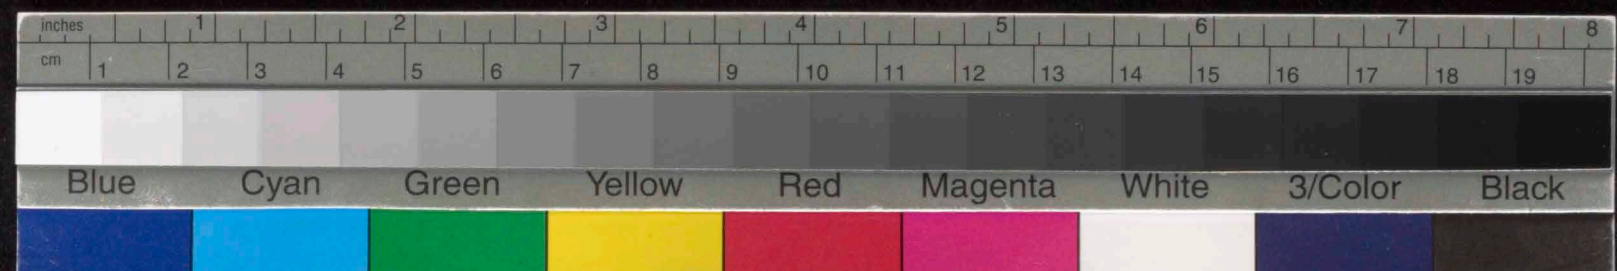 inches 1 2 3 4 5 6 7 8
cm 1 2 3 4 5 6 7 8 9 10 11 12 13 14 15 16 17 18 19
Blue Cyan Green Yellow Red Magenta White 3/Color Black